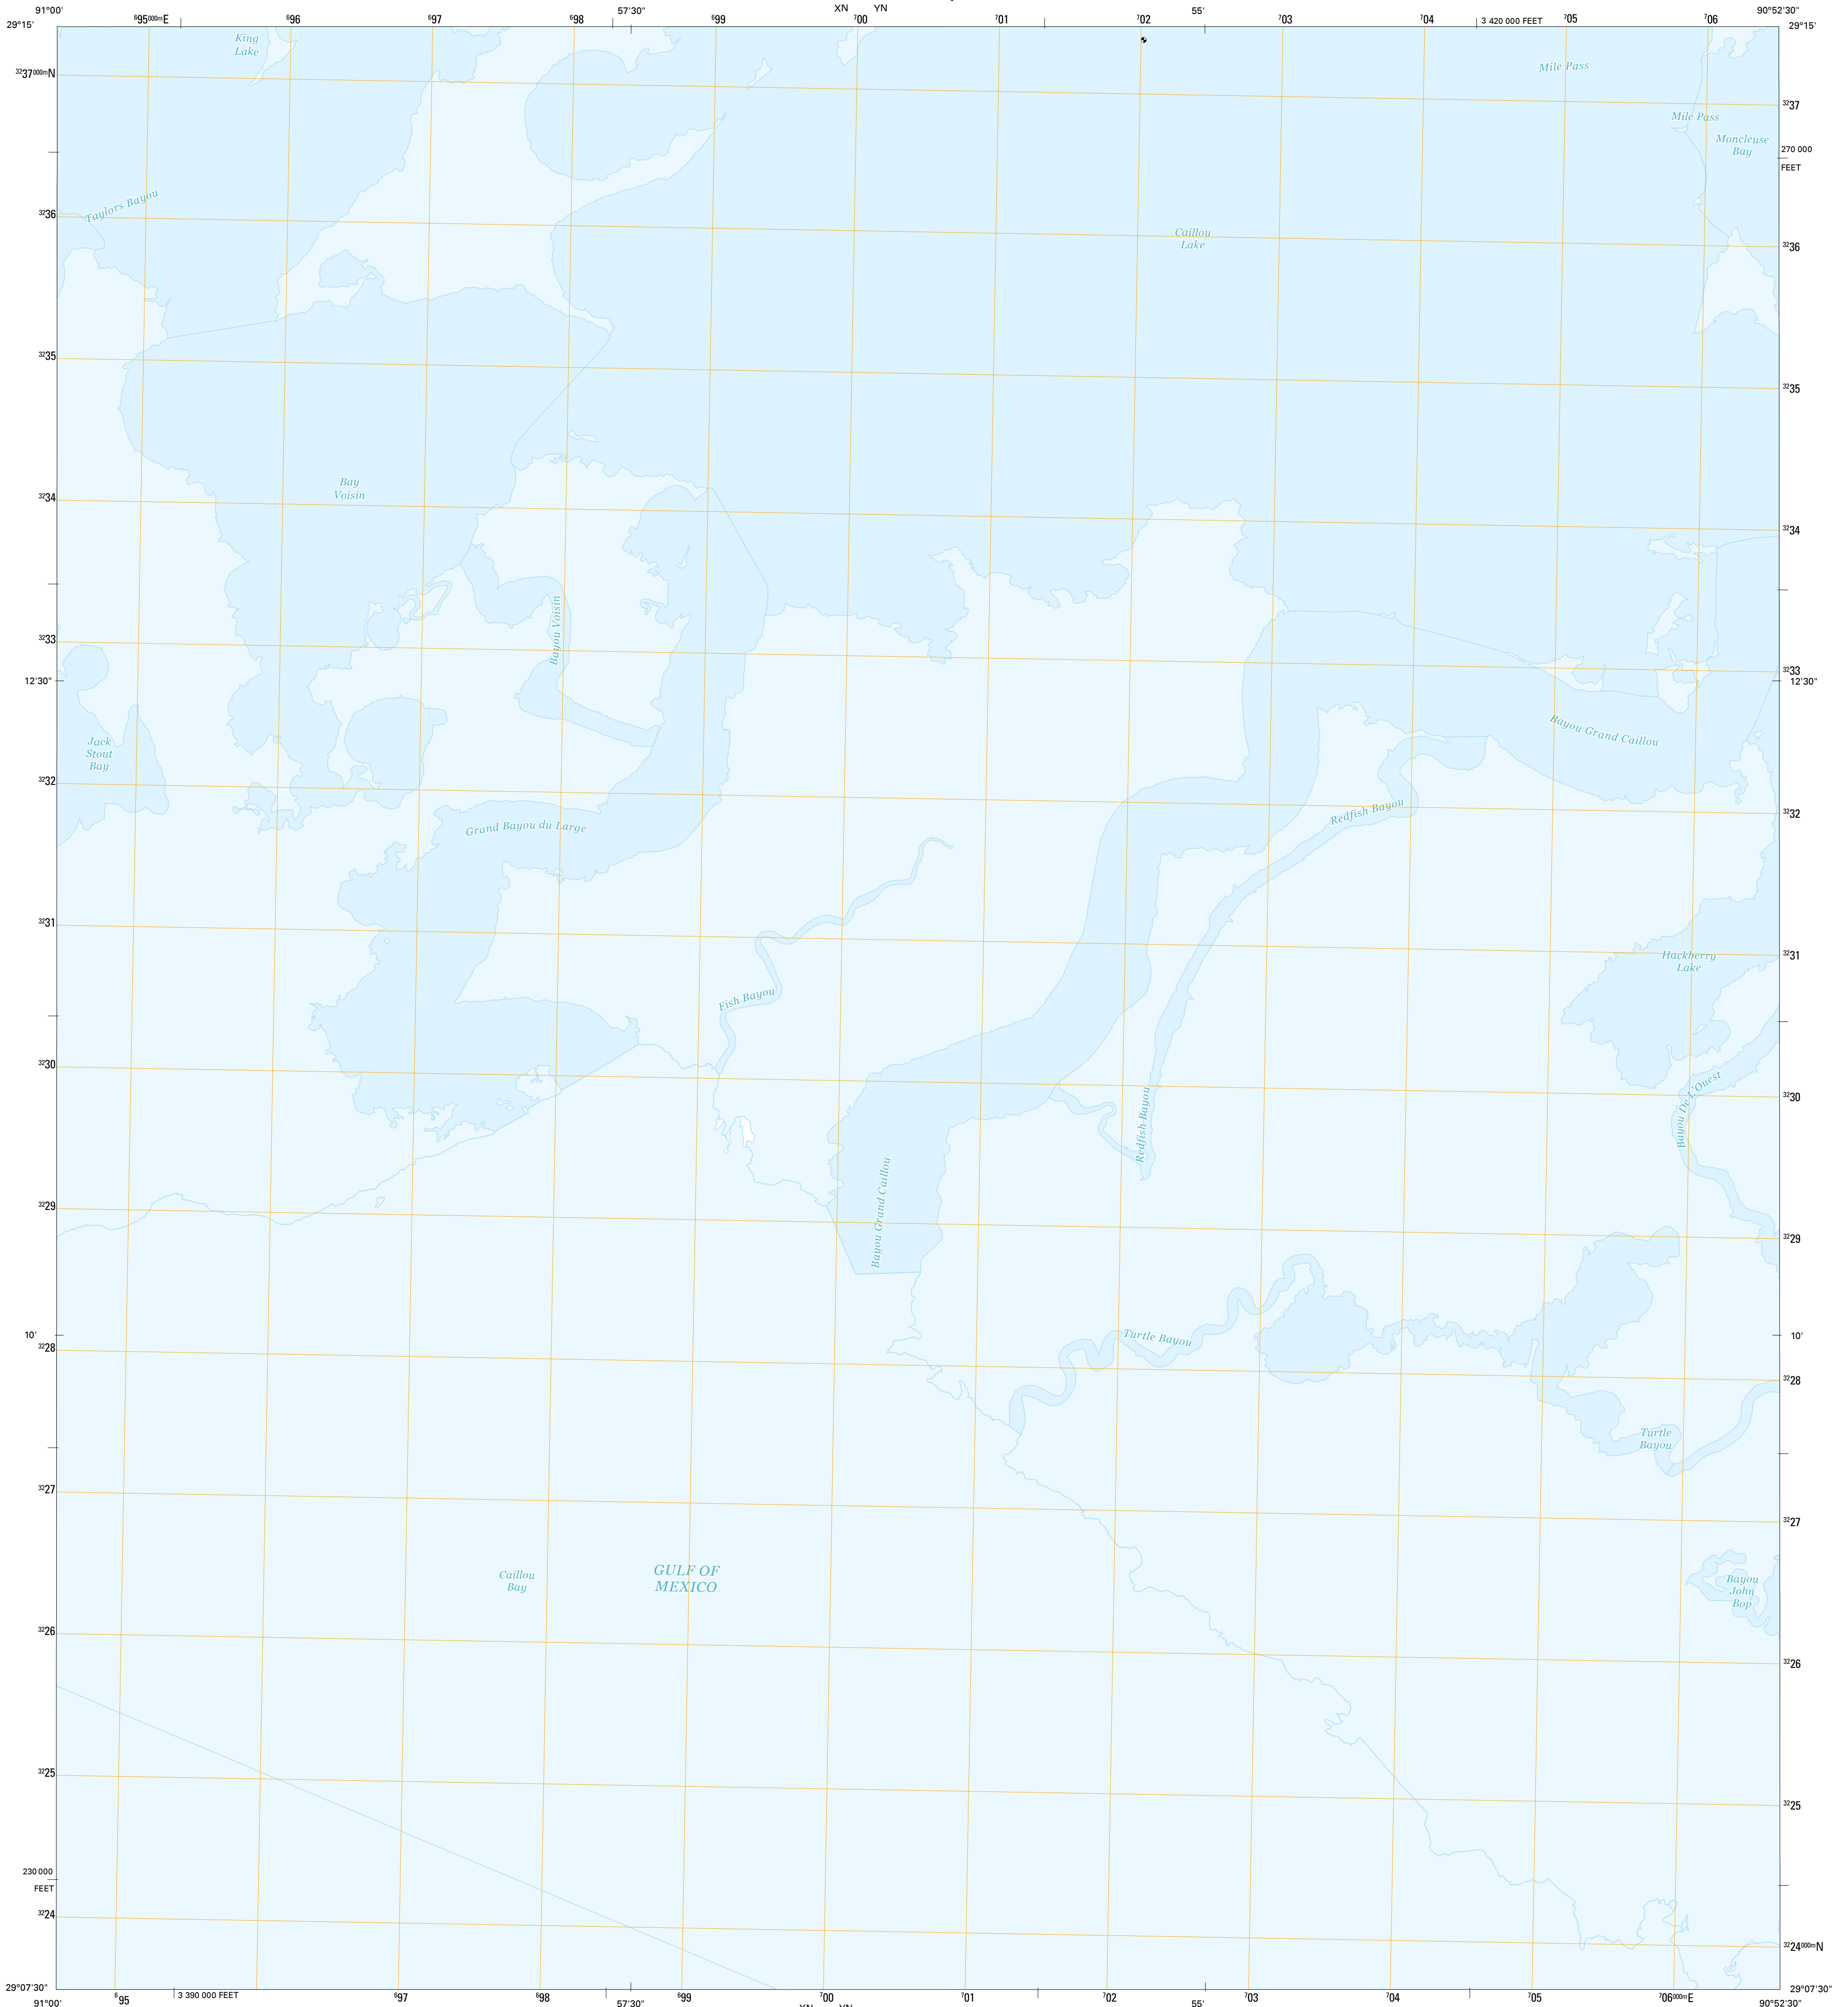 91°00' ⁶95000mE ⁶96 ⁶97 ⁶98 57'30" ⁶99 XN YN ⁷00 ⁷01 ⁷02 55' ⁷03 ⁷04 3 420 000 FEET ⁷05 ⁷06 90°52'30"
29°15' 29°15'
King
Lake
Mile Pass
³²37000mN
³²37
Mile Pass
Moncleuse
Bay
270 000
FEET
Taylors Bayou
³²36
Caillou
Lake
³²36
³²35
³²35
Bay
Voisin
³²34
³²34
Bayou Voisin
³²33
³²33
12'30" 12'30"
Bayou Grand Caillou
Jack
Stout
Bay
³²32
Redfish Bayou
³²32
Grand Bayou du Large
³²31
Hackberry
Lake
³²31
Fish Bayou
³²30
Bayou De L'Ouest
³²30
Redfish Bayou
Bayou Grand Caillou
³²29
³²29
10' Turtle Bayou 10'
³²28
³²28
Turtle
Bayou
³²27
³²27
GULF OF
MEXICO
Caillou
Bay
Bayou
John
Bop
³²26
³²26
³²25
³²25
230 000
FEET
³²24
³²24000mN
29°07'30" 29°07'30"
91°00' ⁶95 3 390 000 FEET ⁶97 ⁶98 57'30" ⁶99 XN YN ⁷00 ⁷01 ⁷02 55' ⁷03 ⁷04 ⁷05 ⁷06000mE 90°52'30"